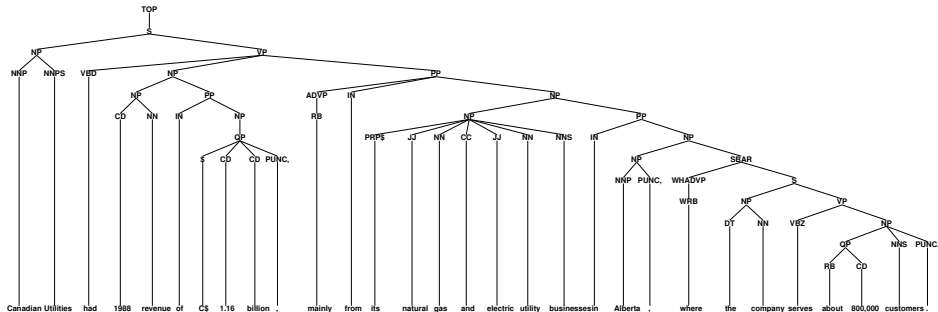 TOP
S
NP VP
NNP NNPS VBD NP PP
NP PP ADVP IN NP
CD NN IN NP RB NP PP
QP PRP$ JJ NN CC JJ NN NNS IN NP
$ CD CD PUNC, NP SBAR
NNP PUNC, WHADVP S
WRB NP VP
DT NN VBZ NP
QP NNS PUNC.
RB CD
Canadian Utilities had 1988 revenue of C$ 1.16 billion , mainly from its natural gas and electric utility businesses in Alberta , where the company serves about 800,000 customers .